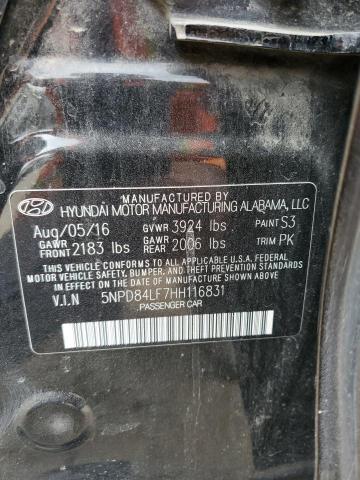 MANUFACTURED BY
HYUNDAI MOTOR MANUFACTURING ALABAMA, LLC
Aug/05/16 GVWR 3924 lbs PAINT S3
GAWR FRONT 2183 lbs GAWR REAR 2006 lbs TRIM PK
THIS VEHICLE CONFORMS TO ALL APPLICABLE FEDERAL
MOTOR VEHICLE SAFETY, BUMPER, AND THEFT PREVENTION
STANDARDS IN EFFECT ON THE DATE OF MANUFACTURE
V.I.N 5NPD84LF7HH116831
PASSENGER CAR